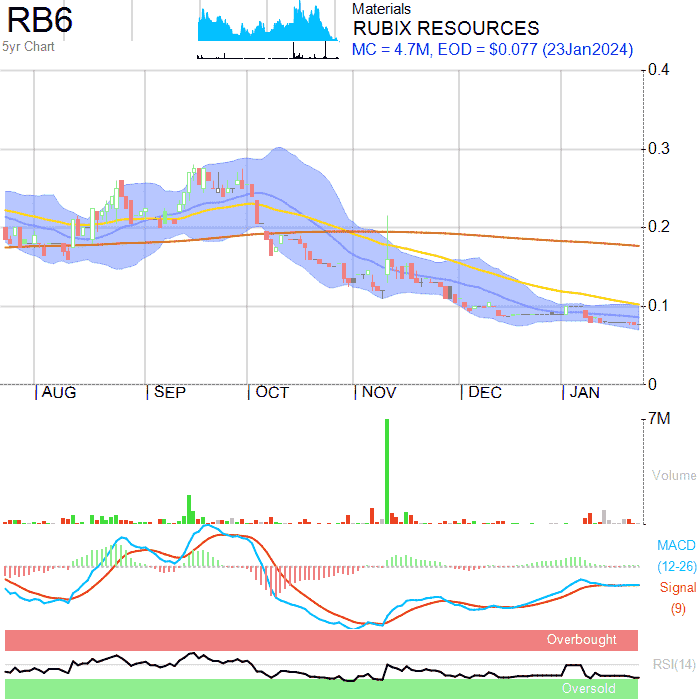 RB6
5yr Chart
Materials
RUBIX RESOURCES
MC = 4.7M, EOD = $0.077 (23Jan2024)
0.4
0.3
0.2
0.1
0
AUG SEP OCT NOV DEC JAN
7M
Volume
MACD
(12-26)
Signal
(9)
Overbought
RSI(14)
Oversold